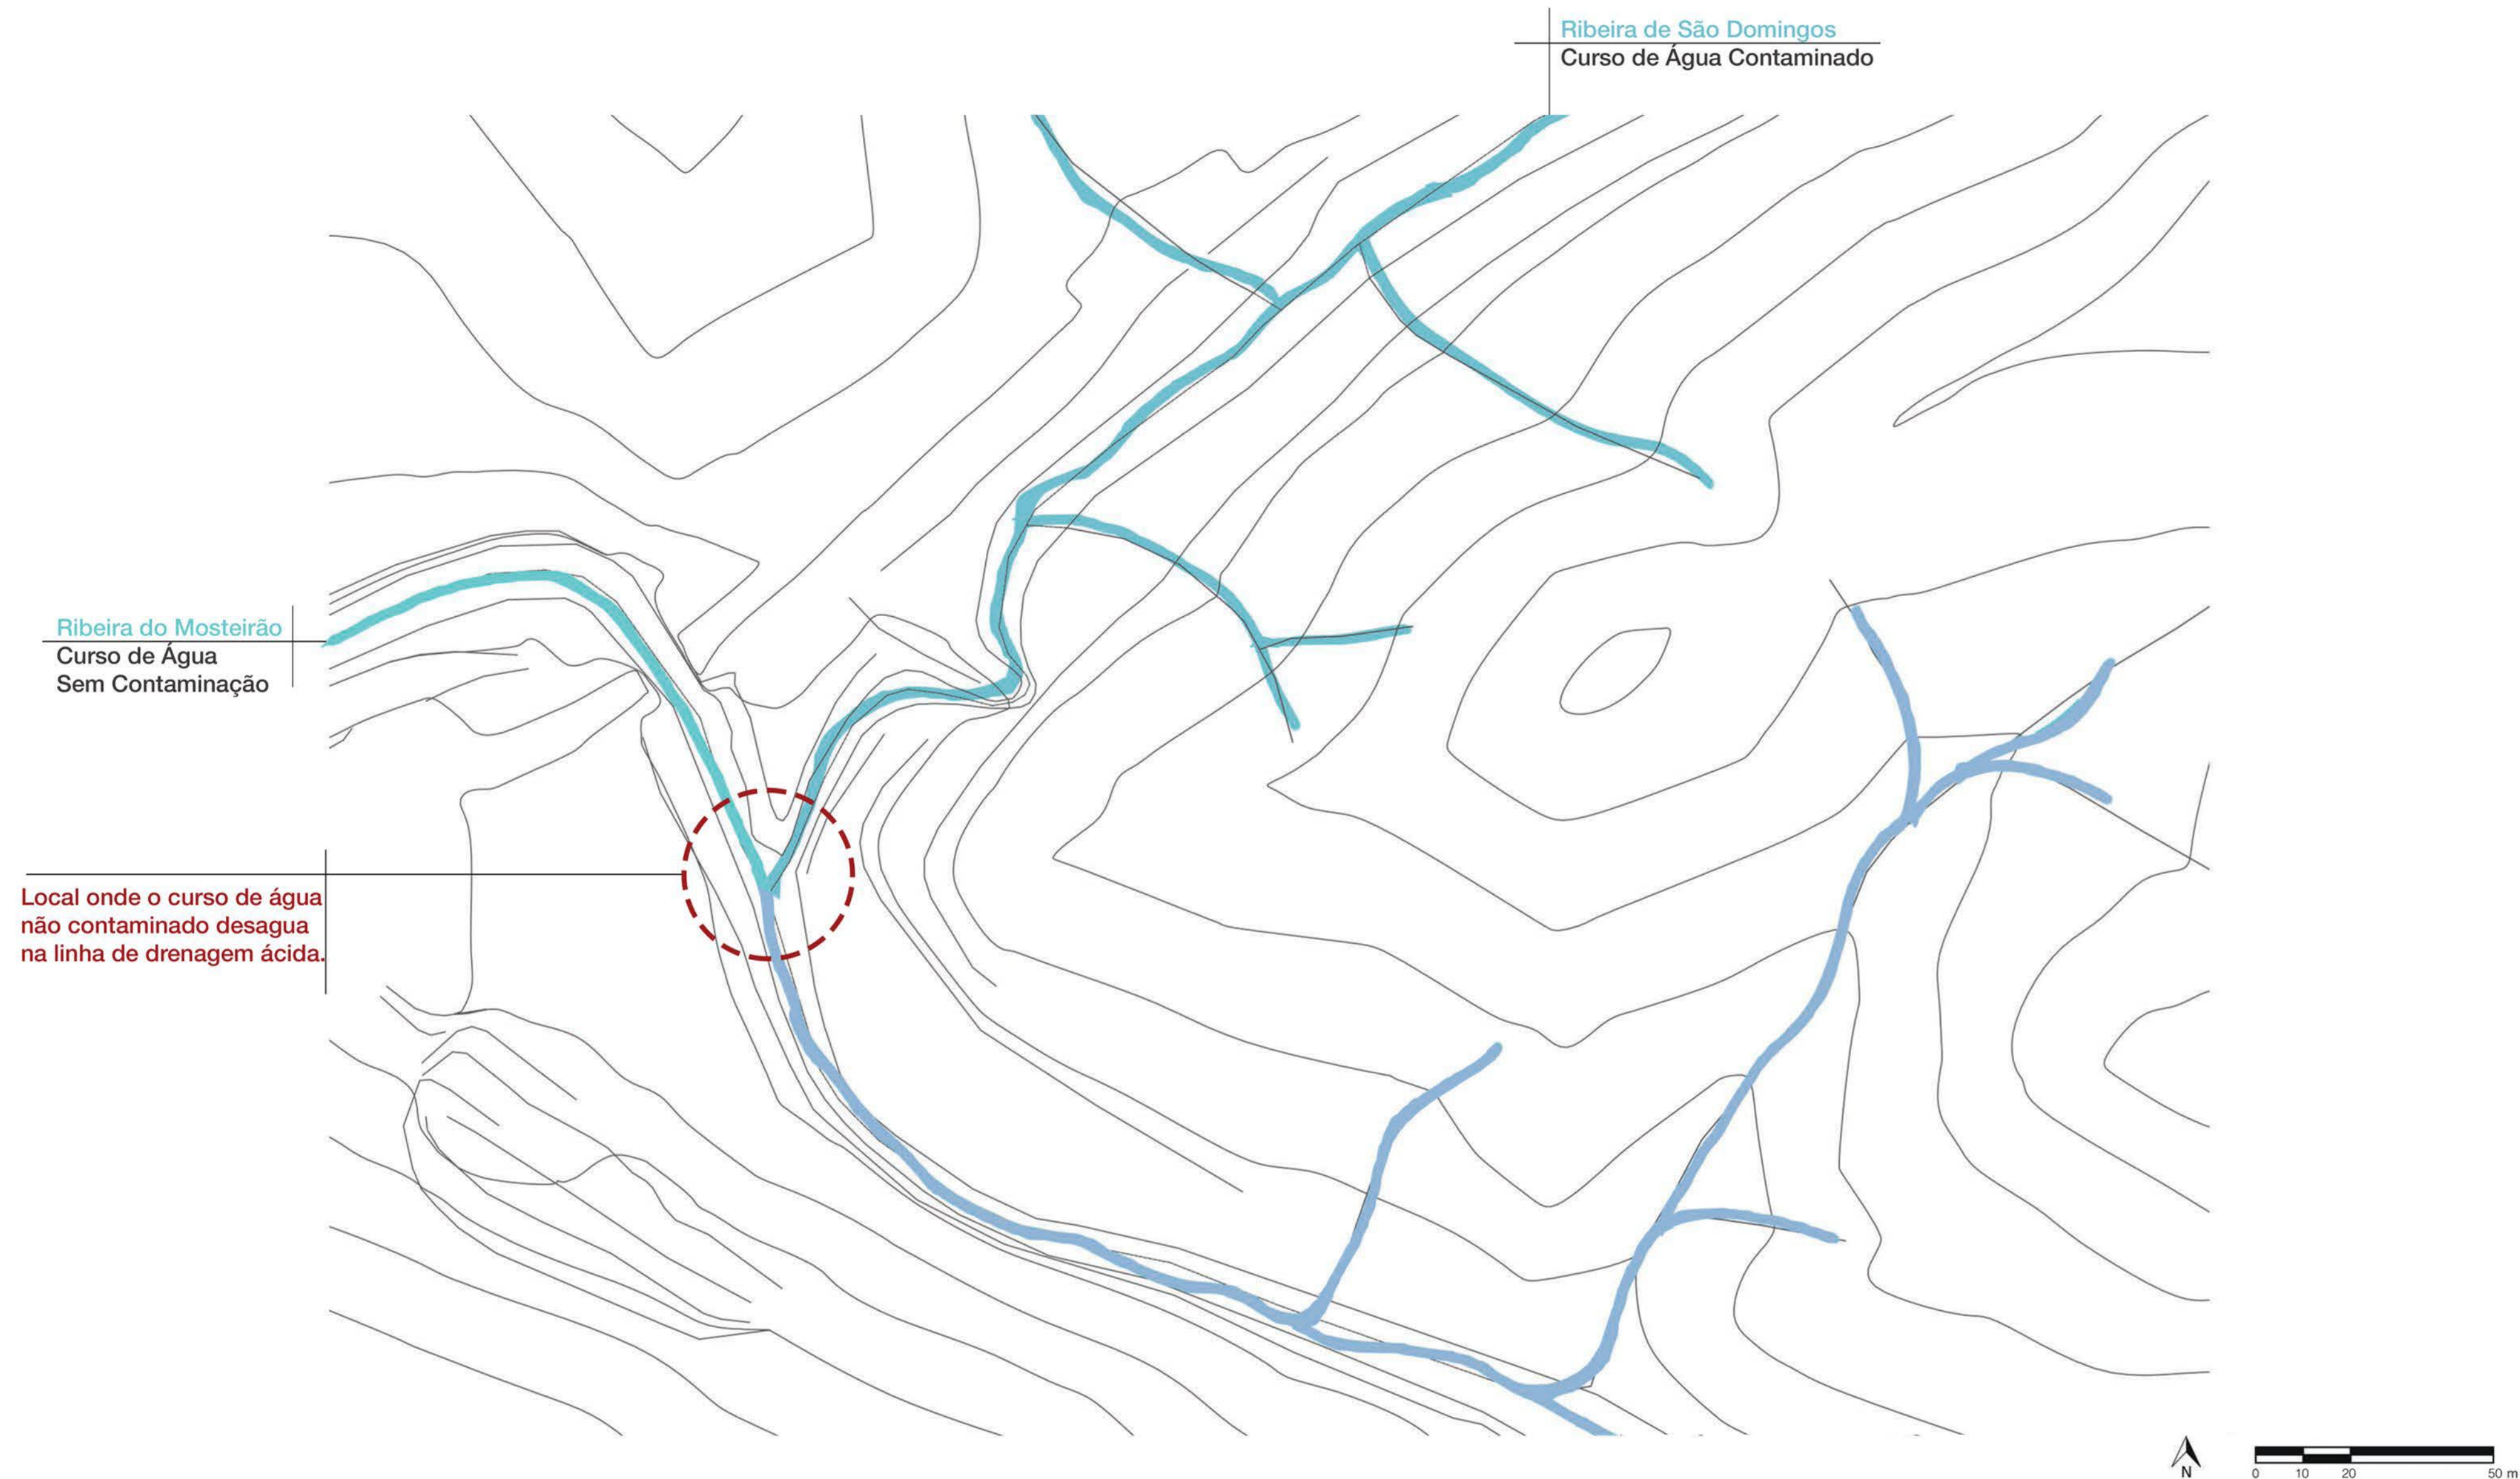 Ribeira de São Domingos
Curso de Água Contaminado
Ribeira do Mosteirão
Curso de Água
Sem Contaminação
Local onde o curso de água
não contaminado desagua
na linha de drenagem ácida.
N
0 10 20 50 m